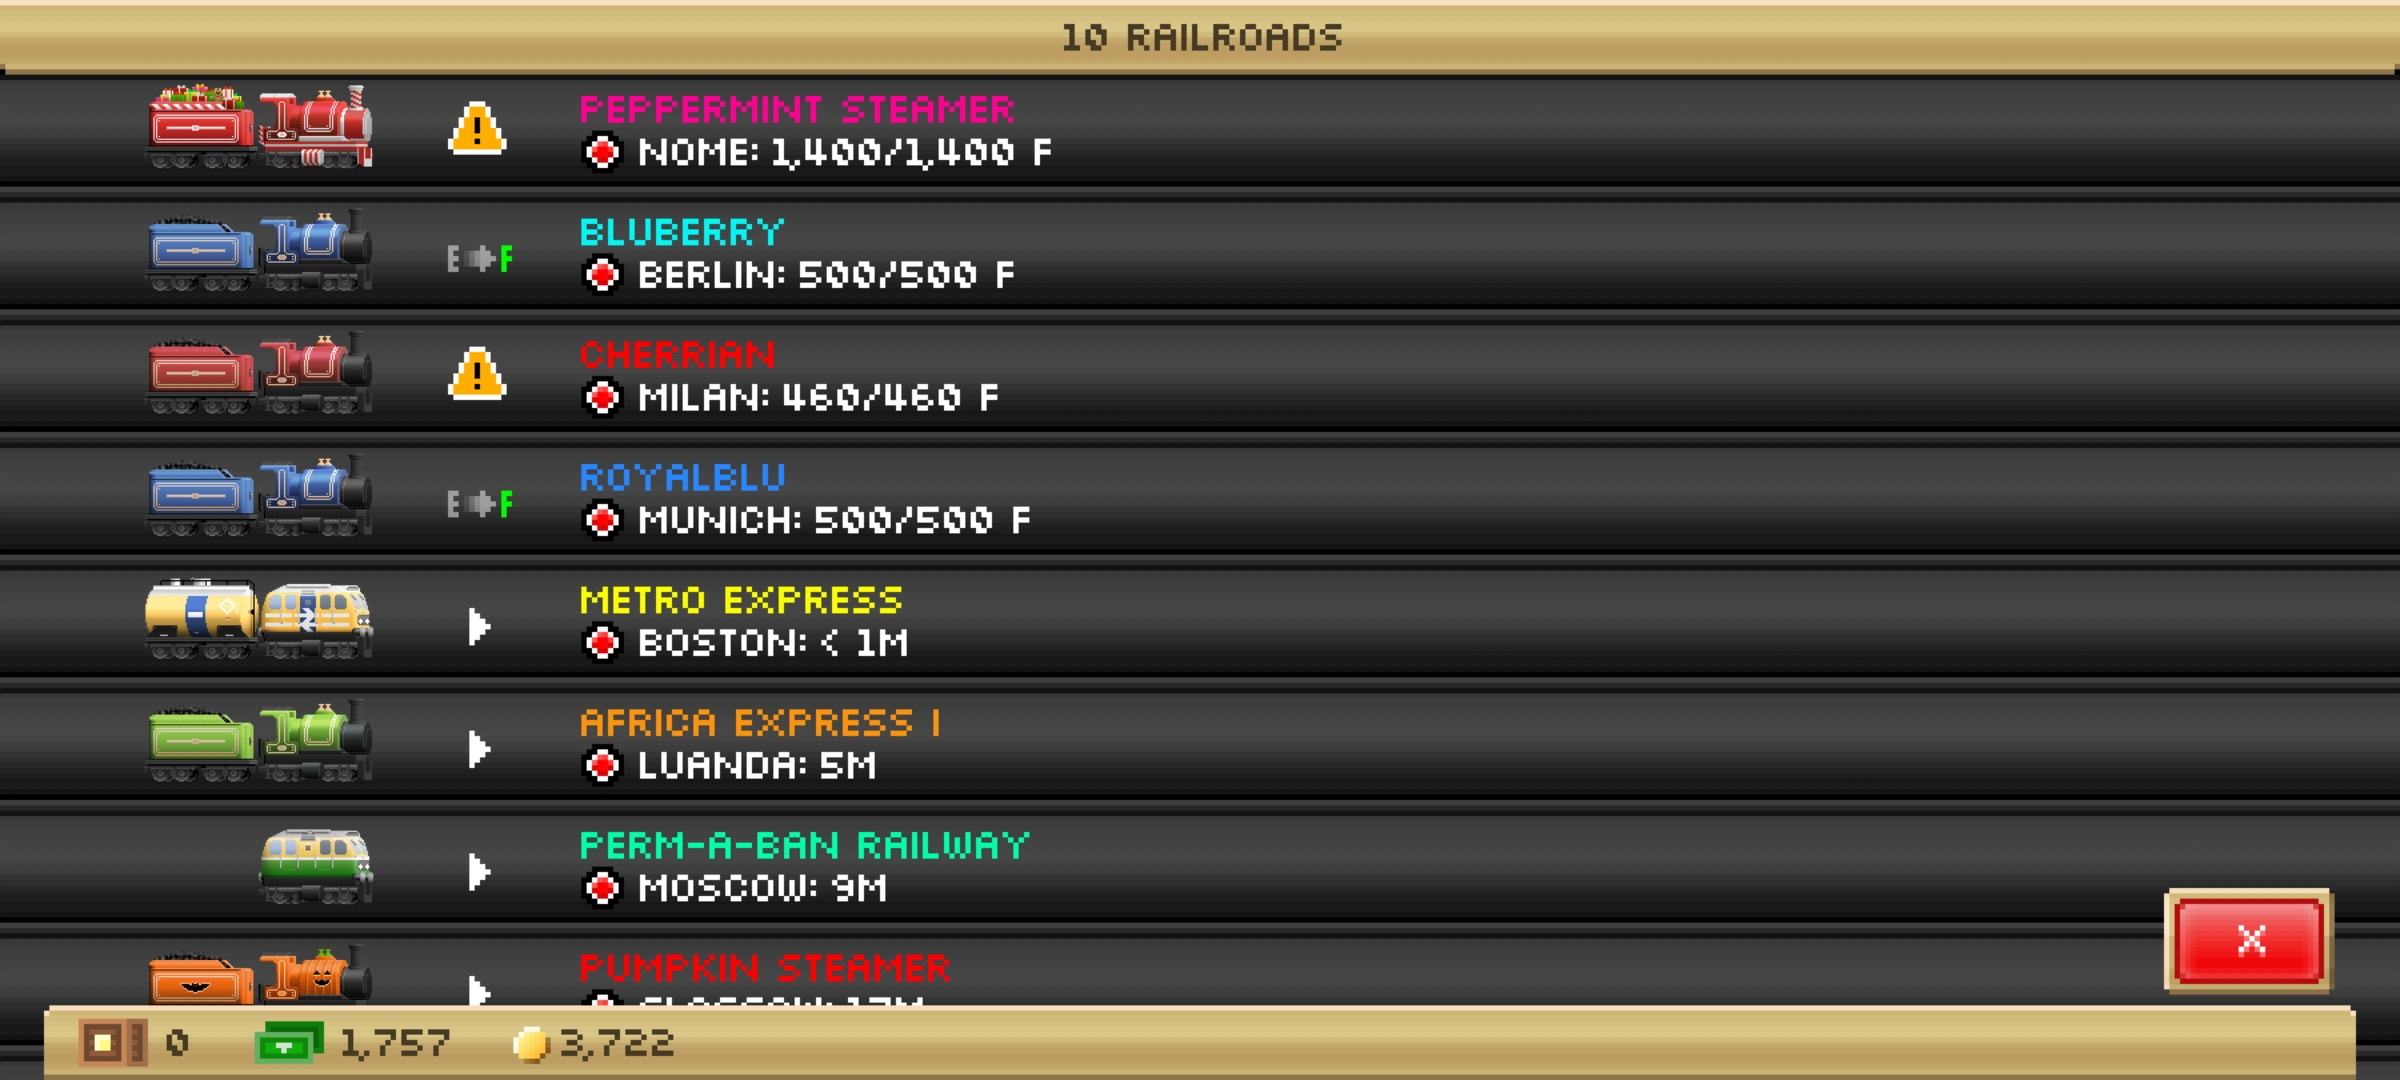 10 RAILROADS
PEPPERMINT STEAMER
NOME: 1,400/1,400 F
BLUBERRY
E F
BERLIN: 500/500 F
CHERRIAN
MILAN: 460/460 F
ROYALBLU
E F
MUNICH: 500/500 F
METRO EXPRESS
BOSTON: < 1M
AFRICA EXPRESS I
LUANDA: 5M
PERM-A-BAN RAILWAY
MOSCOW: 9M
PUMPKIN STEAMER
X
0 1,757 3,722